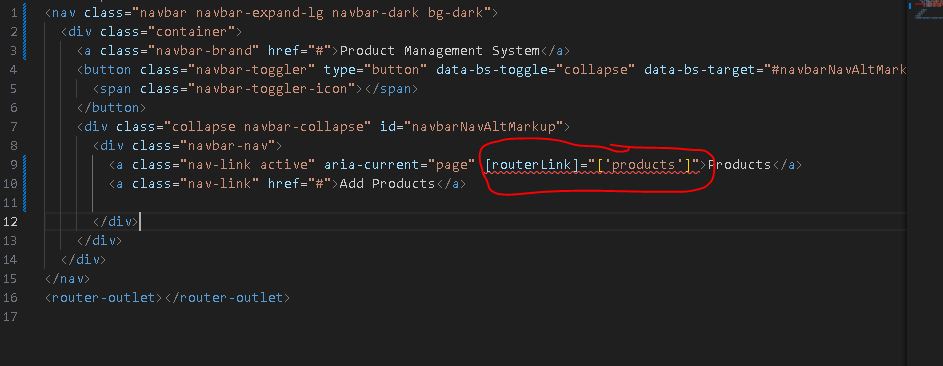 1 <nav class="navbar navbar-expand-lg navbar-dark bg-dark">
2 <div class="container">
3 <a class="navbar-brand" href="#">Product Management System</a>
4 <button class="navbar-toggler" type="button" data-bs-toggle="collapse" data-bs-target="#navbarNavAltMark
5 <span class="navbar-toggler-icon"></span>
6 </button>
7 <div class="collapse navbar-collapse" id="navbarNavAltMarkup">
8 <div class="navbar-nav">
9 <a class="nav-link active" aria-current="page" [routerLink]="['products']">Products</a>
10 <a class="nav-link" href="#">Add Products</a>
11
12 </div>
13 </div>
14 </div>
15 </nav>
16 <router-outlet></router-outlet>
17